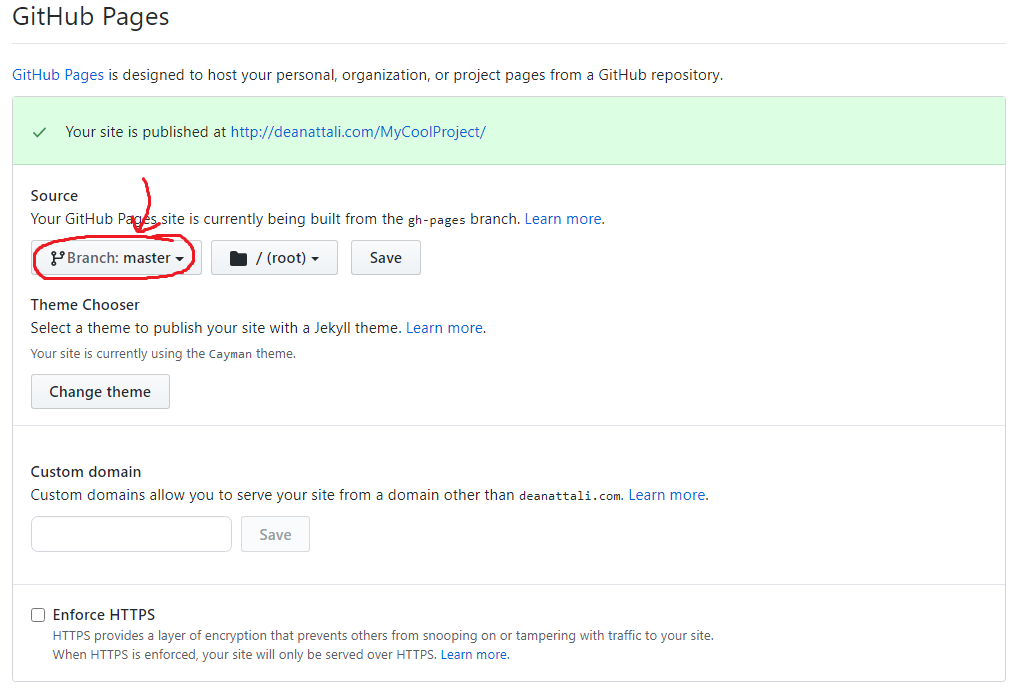 GitHub Pages
GitHub Pages is designed to host your personal, organization, or project pages from a GitHub repository.
Your site is published at http://deanattali.com/MyCoolProject/
Source
Your GitHub Pages site is currently being built from the gh-pages branch. Learn more.
Branch: master / (root) Save
Theme Chooser
Select a theme to publish your site with a Jekyll theme. Learn more.
Your site is currently using the Cayman theme.
Change theme
Custom domain
Custom domains allow you to serve your site from a domain other than deanattali.com. Learn more.
Save
Enforce HTTPS
HTTPS provides a layer of encryption that prevents others from snooping on or tampering with traffic to your site.
When HTTPS is enforced, your site will only be served over HTTPS. Learn more.